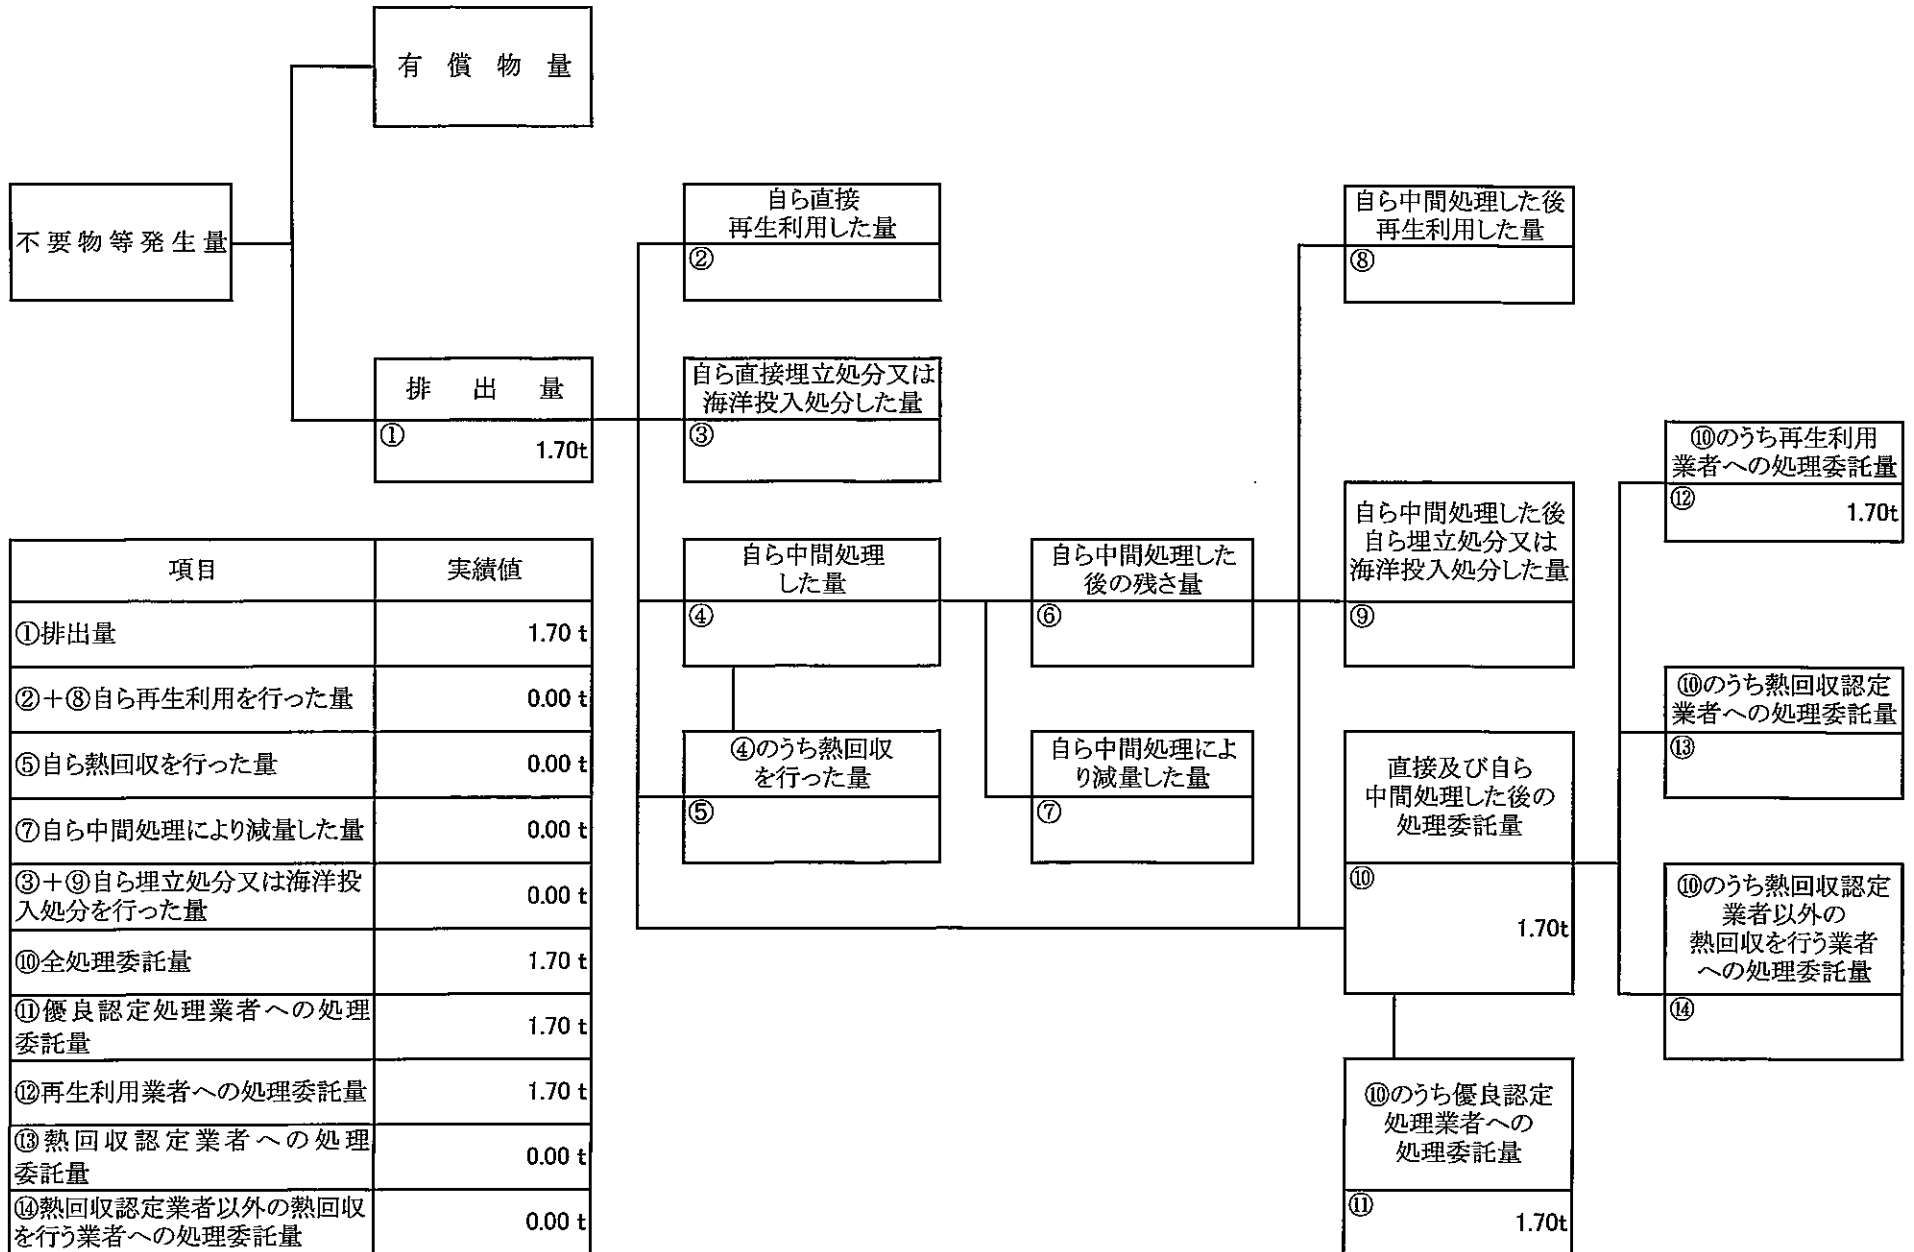 有償物量
不要物等発生量
自ら直接
再生利用した量
②
自ら中間処理した後
再生利用した量
⑧
排出量
①
1.70t
自ら直接埋立処分又は
海洋投入処分した量
③
⑩のうち再生利用
業者への処理委託量
⑫
1.70t
自ら中間処理
した量
④
自ら中間処理した
後の残さ量
⑥
自ら中間処理した後
自ら埋立処分又は
海洋投入処分した量
⑨
⑩のうち熱回収認定
業者への処理委託量
⑬
④のうち熱回収
を行った量
⑤
自ら中間処理によ
り減量した量
⑦
直接及び自ら
中間処理した後の
処理委託量
⑩
1.70t
⑩のうち熱回収認定
業者以外の
熱回収を行う業者
への処理委託量
⑭
⑩のうち優良認定
処理業者への
処理委託量
⑪
1.70t
項目 実績値
①排出量 1.70 t
②＋⑧自ら再生利用を行った量 0.00 t
⑤自ら熱回収を行った量 0.00 t
⑦自ら中間処理により減量した量 0.00 t
③＋⑨自ら埋立処分又は海洋投
入処分を行った量 0.00 t
⑩全処理委託量 1.70 t
⑪優良認定処理業者への処理
委託量 1.70 t
⑫再生利用業者への処理委託量 1.70 t
⑬熱回収認定業者への処理
委託量 0.00 t
⑭熱回収認定業者以外の熱回収
を行う業者への処理委託量 0.00 t